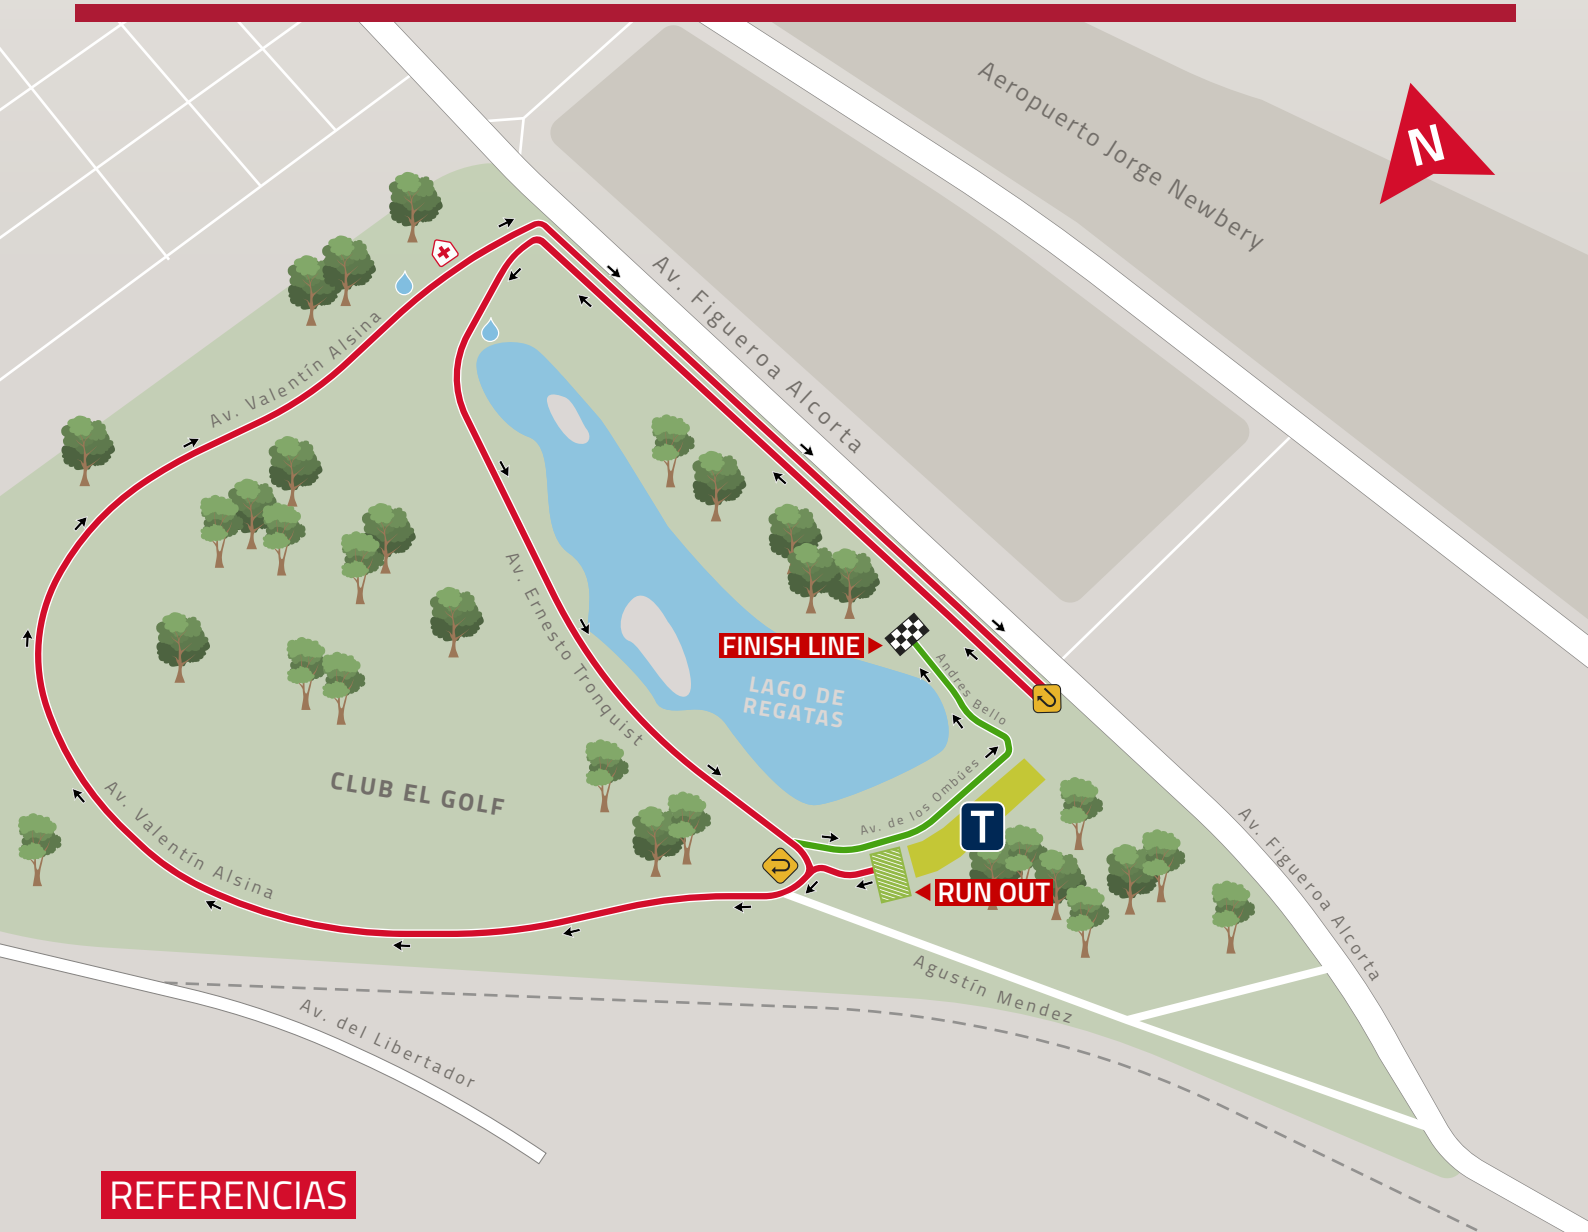 Aeropuerto Jorge Newbery
N
Av. Figueroa Alcorta
Av. Valentín Alsina
Av. Ernesto Tronquist
FINISH LINE
Andres Bello
LAGO DE
REGATAS
CLUB EL GOLF
Av. de los Ombúes
T
Av. Valentín Alsina
RUN OUT
Av. Figueroa Alcorta
Agustín Mendez
Av. del Libertador
REFERENCIAS